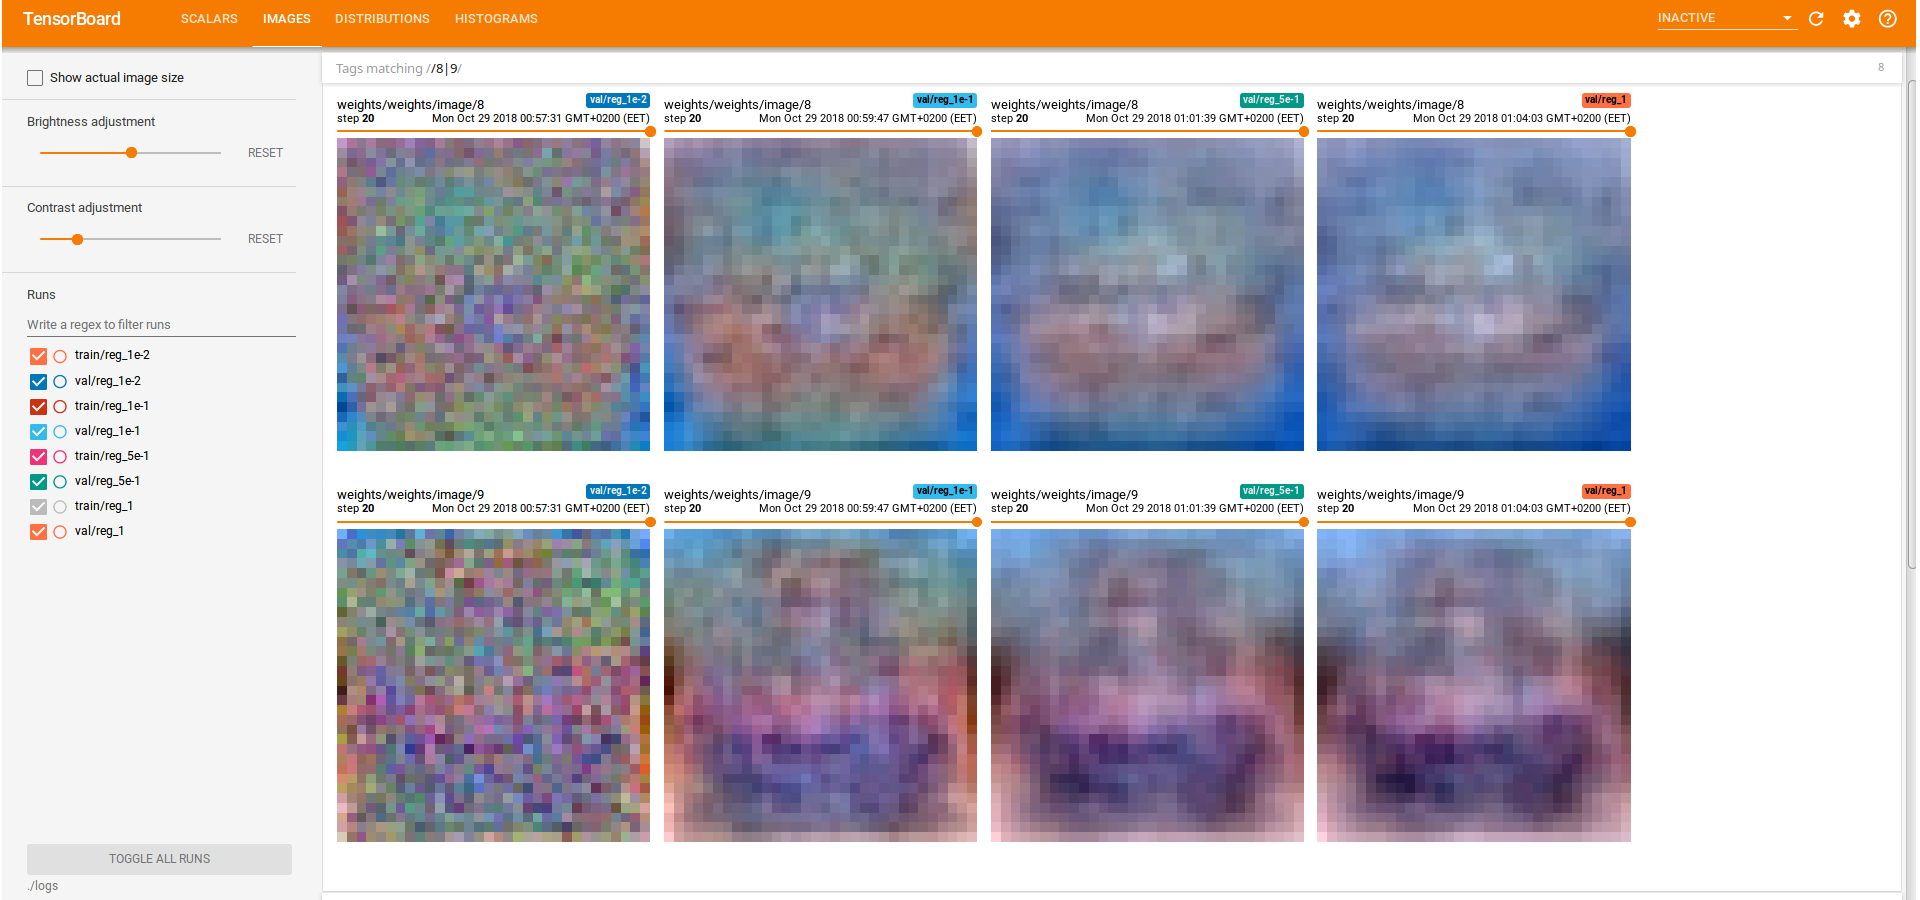 TensorBoard SCALARS IMAGES DISTRIBUTIONS HISTOGRAMS INACTIVE
Show actual image size
Brightness adjustment
RESET
Contrast adjustment
RESET
Runs
Write a regex to filter runs
train/reg_1e-2
val/reg_1e-2
train/reg_1e-1
val/reg_1e-1
train/reg_5e-1
val/reg_5e-1
train/reg_1
val/reg_1
TOGGLE ALL RUNS
./logs
Tags matching //8|9/ 8
weights/weights/image/8 val/reg_1e-2
step 20 Mon Oct 29 2018 00:57:31 GMT+0200 (EET)
weights/weights/image/8 val/reg_1e-1
step 20 Mon Oct 29 2018 00:59:47 GMT+0200 (EET)
weights/weights/image/8 val/reg_5e-1
step 20 Mon Oct 29 2018 01:01:39 GMT+0200 (EET)
weights/weights/image/8 val/reg_1
step 20 Mon Oct 29 2018 01:04:03 GMT+0200 (EET)
weights/weights/image/9 val/reg_1e-2
step 20 Mon Oct 29 2018 00:57:31 GMT+0200 (EET)
weights/weights/image/9 val/reg_1e-1
step 20 Mon Oct 29 2018 00:59:47 GMT+0200 (EET)
weights/weights/image/9 val/reg_5e-1
step 20 Mon Oct 29 2018 01:01:39 GMT+0200 (EET)
weights/weights/image/9 val/reg_1
step 20 Mon Oct 29 2018 01:04:03 GMT+0200 (EET)